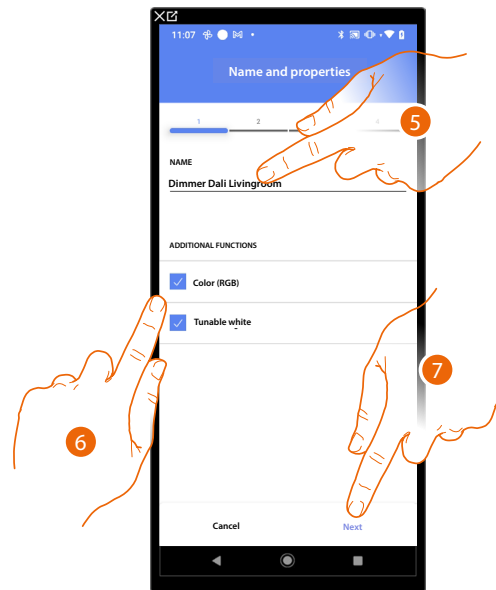 11:07
Name and properties
1 2 4
5
NAME
Dimmer Dali Livingroom
ADDITIONAL FUNCTIONS
Color (RGB)
Tunable white
7
6
Cancel Next